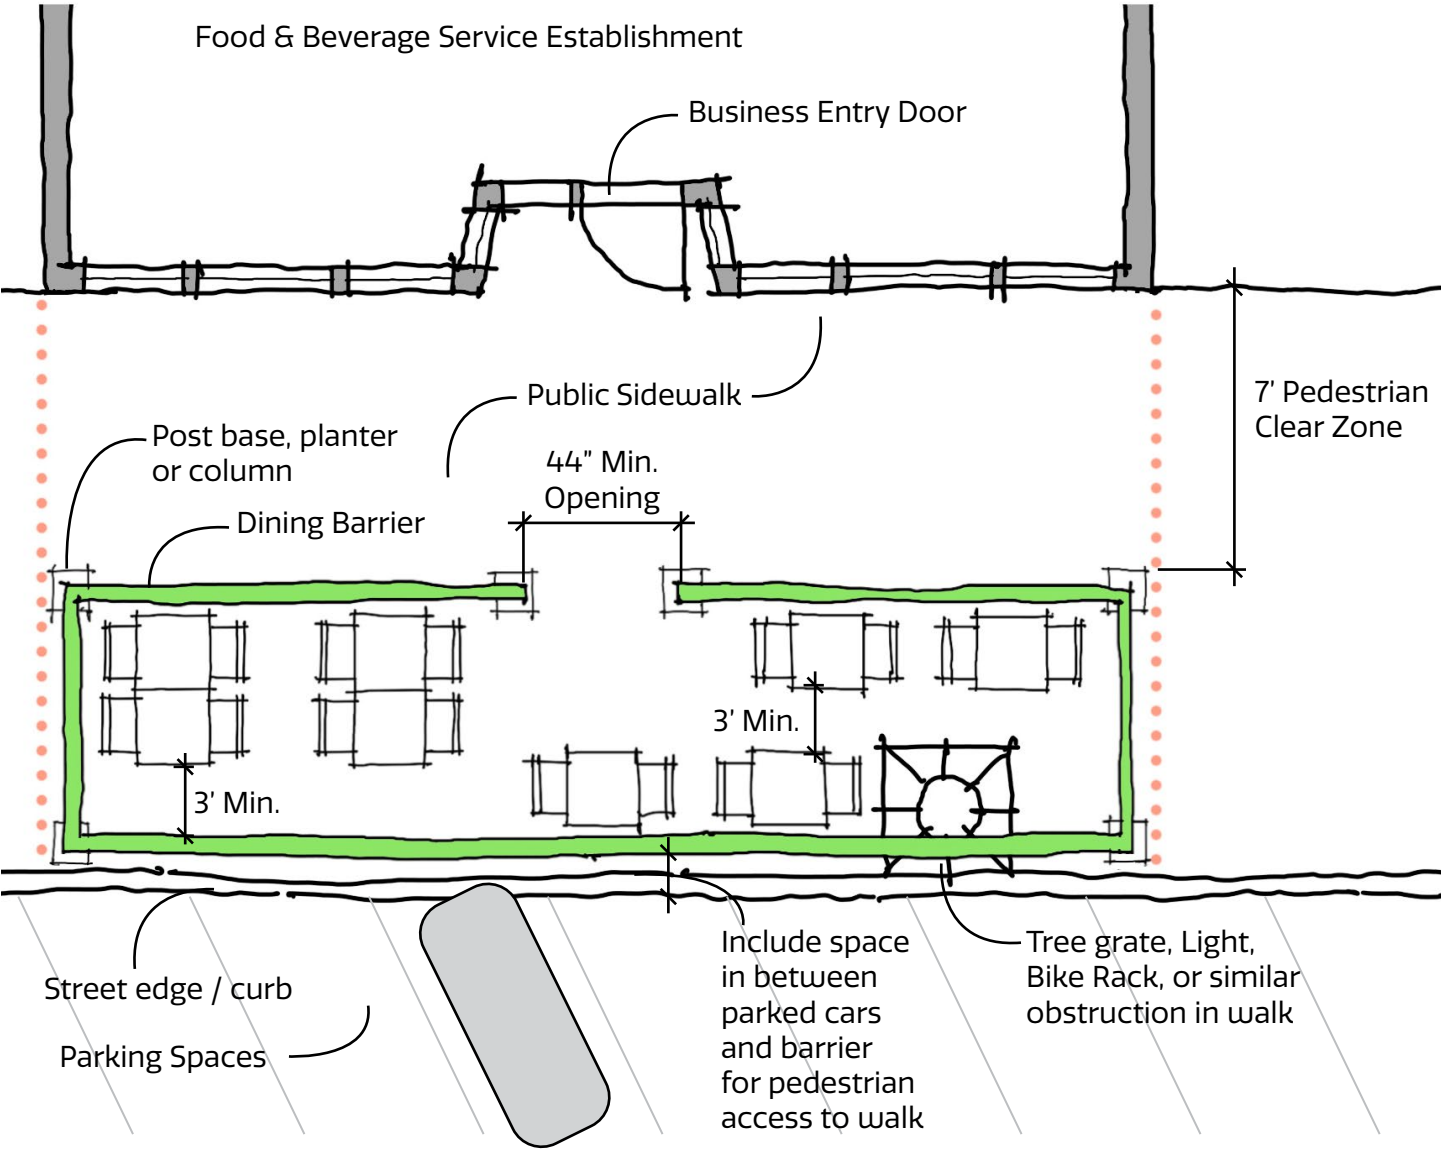 Food & Beverage Service Establishment
Business Entry Door
Public Sidewalk
7’ Pedestrian
Clear Zone
Post base, planter
or column
44” Min.
Opening
Dining Barrier
3’ Min.
3’ Min.
Street edge / curb
Parking Spaces
Include space
in between
parked cars
and barrier
for pedestrian
access to walk
Tree grate, Light,
Bike Rack, or similar
obstruction in walk